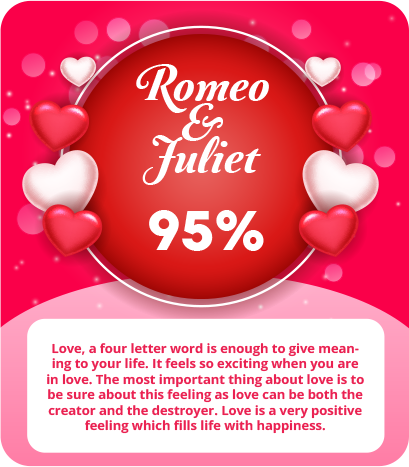 Romeo
&
Juliet
95%
Love, a four letter word is enough to give mean-
ing to your life. It feels so exciting when you are
in love. The most important thing about love is to
be sure about this feeling as love can be both the
creator and the destroyer. Love is a very positive
feeling which fills life with happiness.